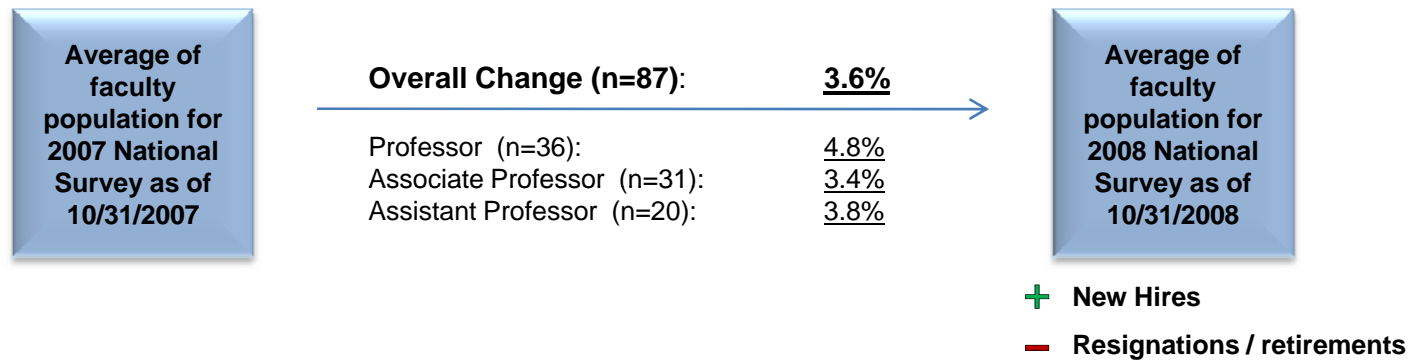 Average of
faculty
population for
2007 National
Survey as of
10/31/2007
Overall Change (n=87): 3.6%
Professor (n=36): 4.8%
Associate Professor (n=31): 3.4%
Assistant Professor (n=20): 3.8%
Average of
faculty
population for
2008 National
Survey as of
10/31/2008
New Hires
Resignations / retirements